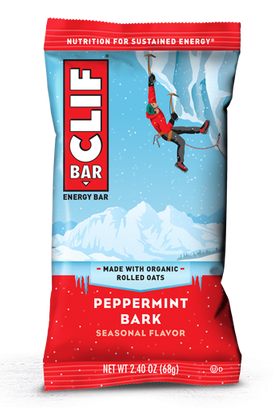 NUTRITION FOR SUSTAINED ENERGY®
CLIF
BAR
ENERGY BAR
MADE WITH ORGANIC
ROLLED OATS
PEPPERMINT
BARK
SEASONAL FLAVOR
NET WT 2.40 OZ (68g)